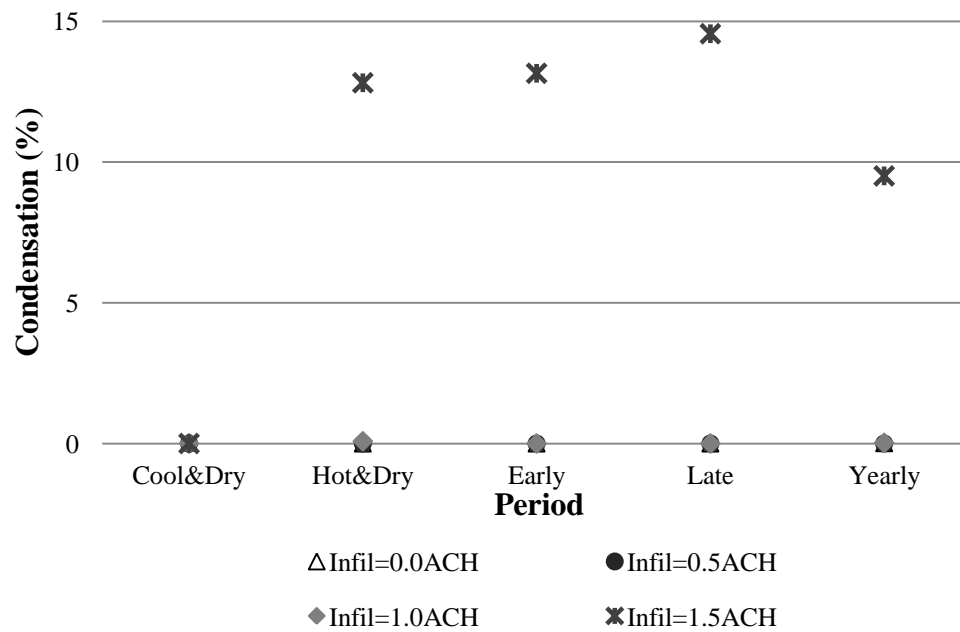 15
10
5
0
Condensation (%)
Cool&Dry Hot&Dry Early Late Yearly
Period
Infil=0.0ACH Infil=0.5ACH
Infil=1.0ACH Infil=1.5ACH